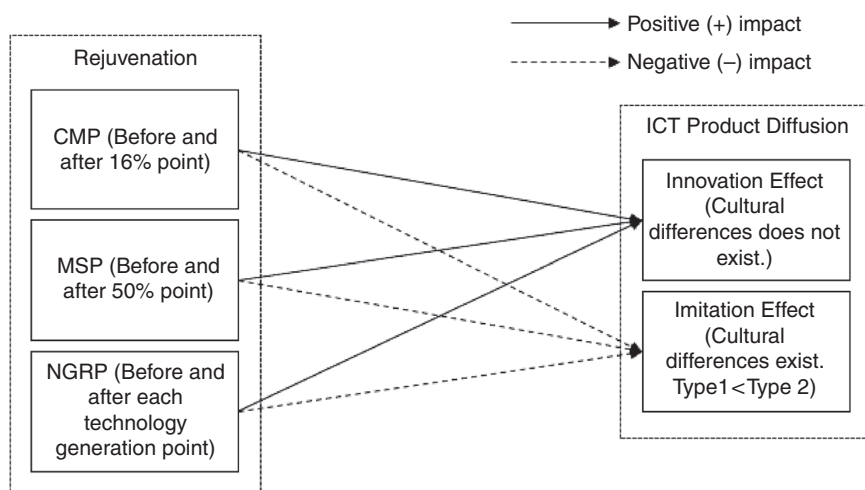 Positive (+) impact
Negative (–) impact
Rejuvenation
CMP (Before and
after 16% point)
MSP (Before and
after 50% point)
NGRP (Before and
after each
technology
generation point)
ICT Product Diffusion
Innovation Effect
(Cultural
differences does not
exist.)
Imitation Effect
(Cultural
differences exist.
Type1<Type 2)